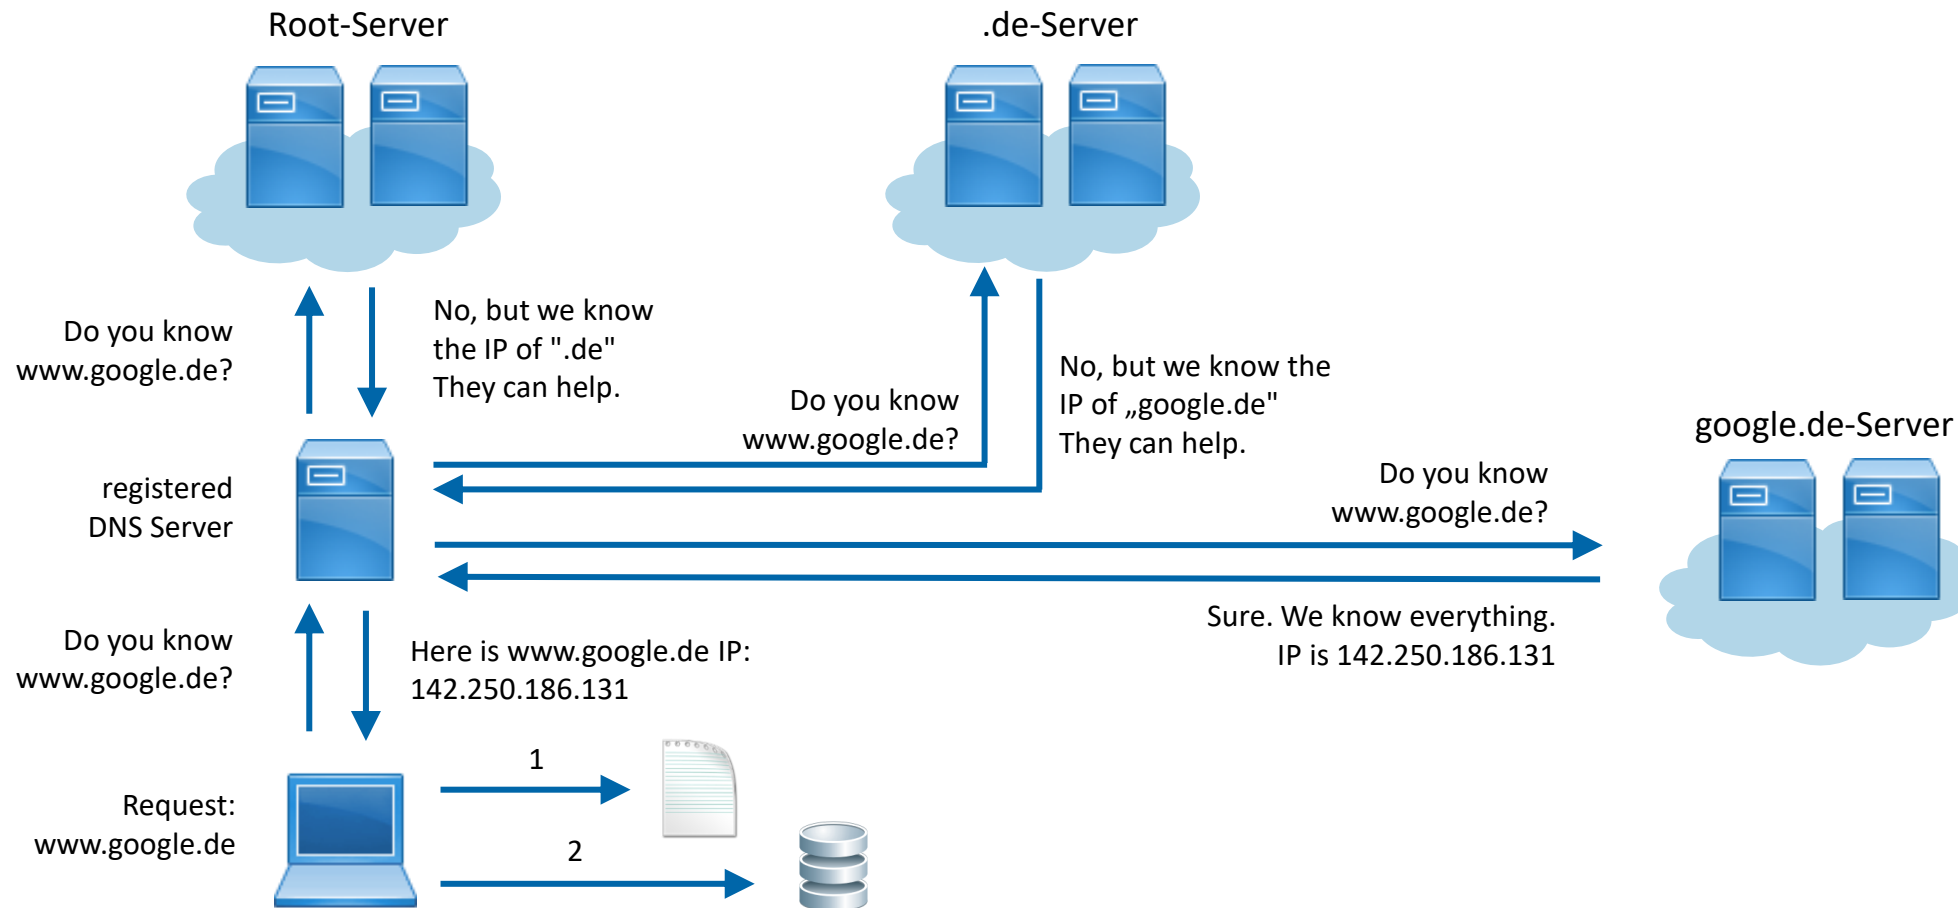 Root-Server
.de-Server
Do you know
www.google.de?
No, but we know
the IP of ".de"
They can help.
Do you know
www.google.de?
No, but we know the
IP of „google.de"
They can help.
google.de-Server
registered
DNS Server
Do you know
www.google.de?
Sure. We know everything.
IP is 142.250.186.131
Do you know
www.google.de?
Here is www.google.de IP:
142.250.186.131
1
Request:
www.google.de
2